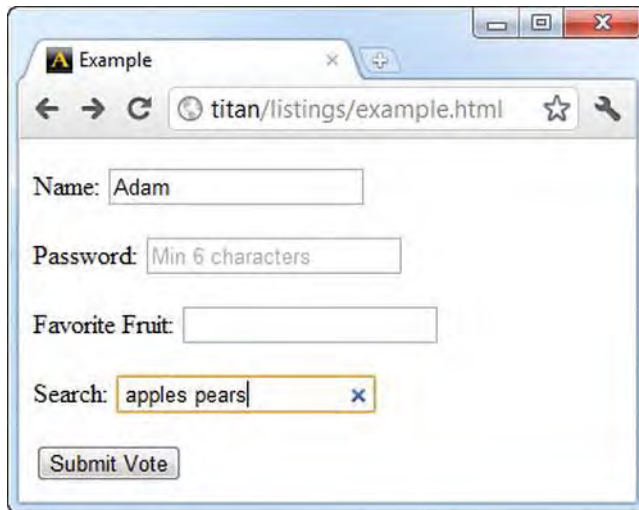 Example
titan/listings/example.html
Name: Adam
Password: Min 6 characters
Favorite Fruit:
Search: apples pears
Submit Vote